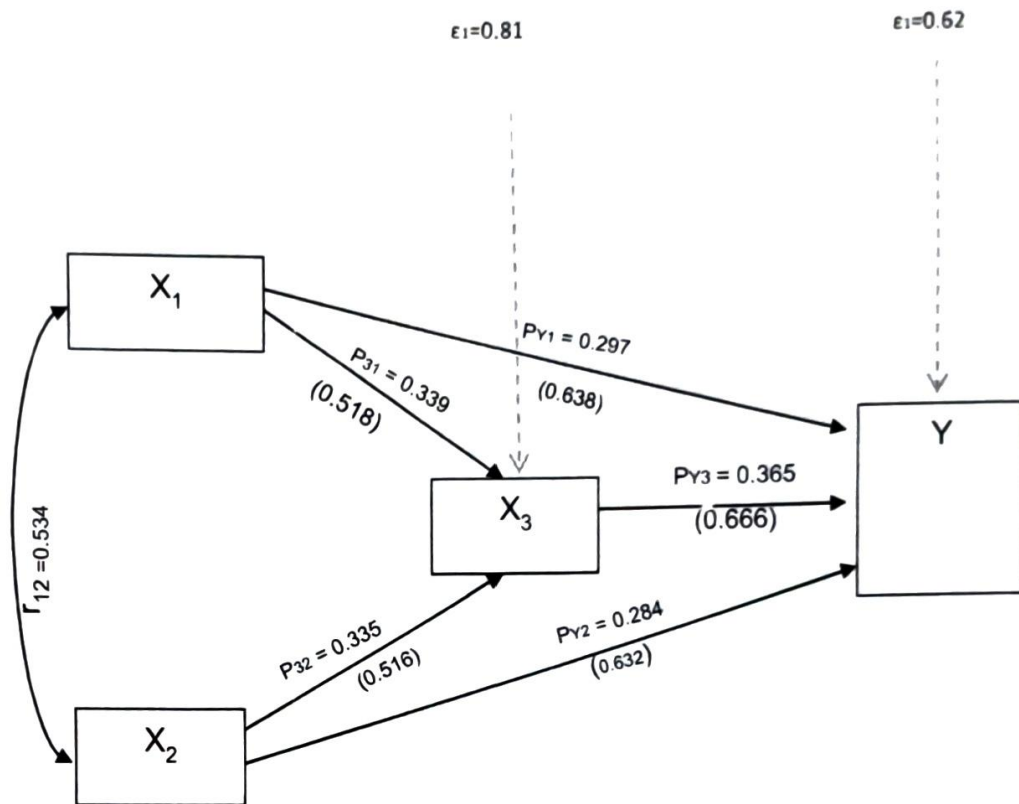 ε1=0.81
ε1=0.62
X1
PY1 = 0.297
(0.638)
P31 = 0.339
(0.518)
Y
PY3 = 0.365
(0.666)
X3
r12 =0.534
PY2 = 0.284
(0.632)
P32 = 0.335
(0.516)
X2